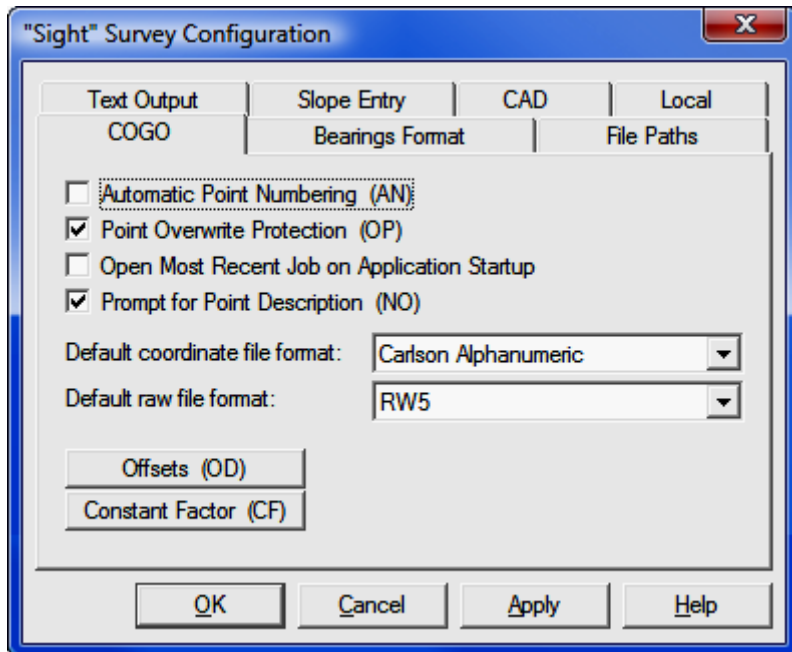 "Sight" Survey Configuration
Text Output Slope Entry CAD Local
COGO Bearings Format File Paths
Automatic Point Numbering (AN)
Point Overwrite Protection (OP)
Open Most Recent Job on Application Startup
Prompt for Point Description (NO)
Default coordinate file format: Carlson Alphanumeric
Default raw file format: RW5
Offsets (OD)
Constant Factor (CF)
OK Cancel Apply Help